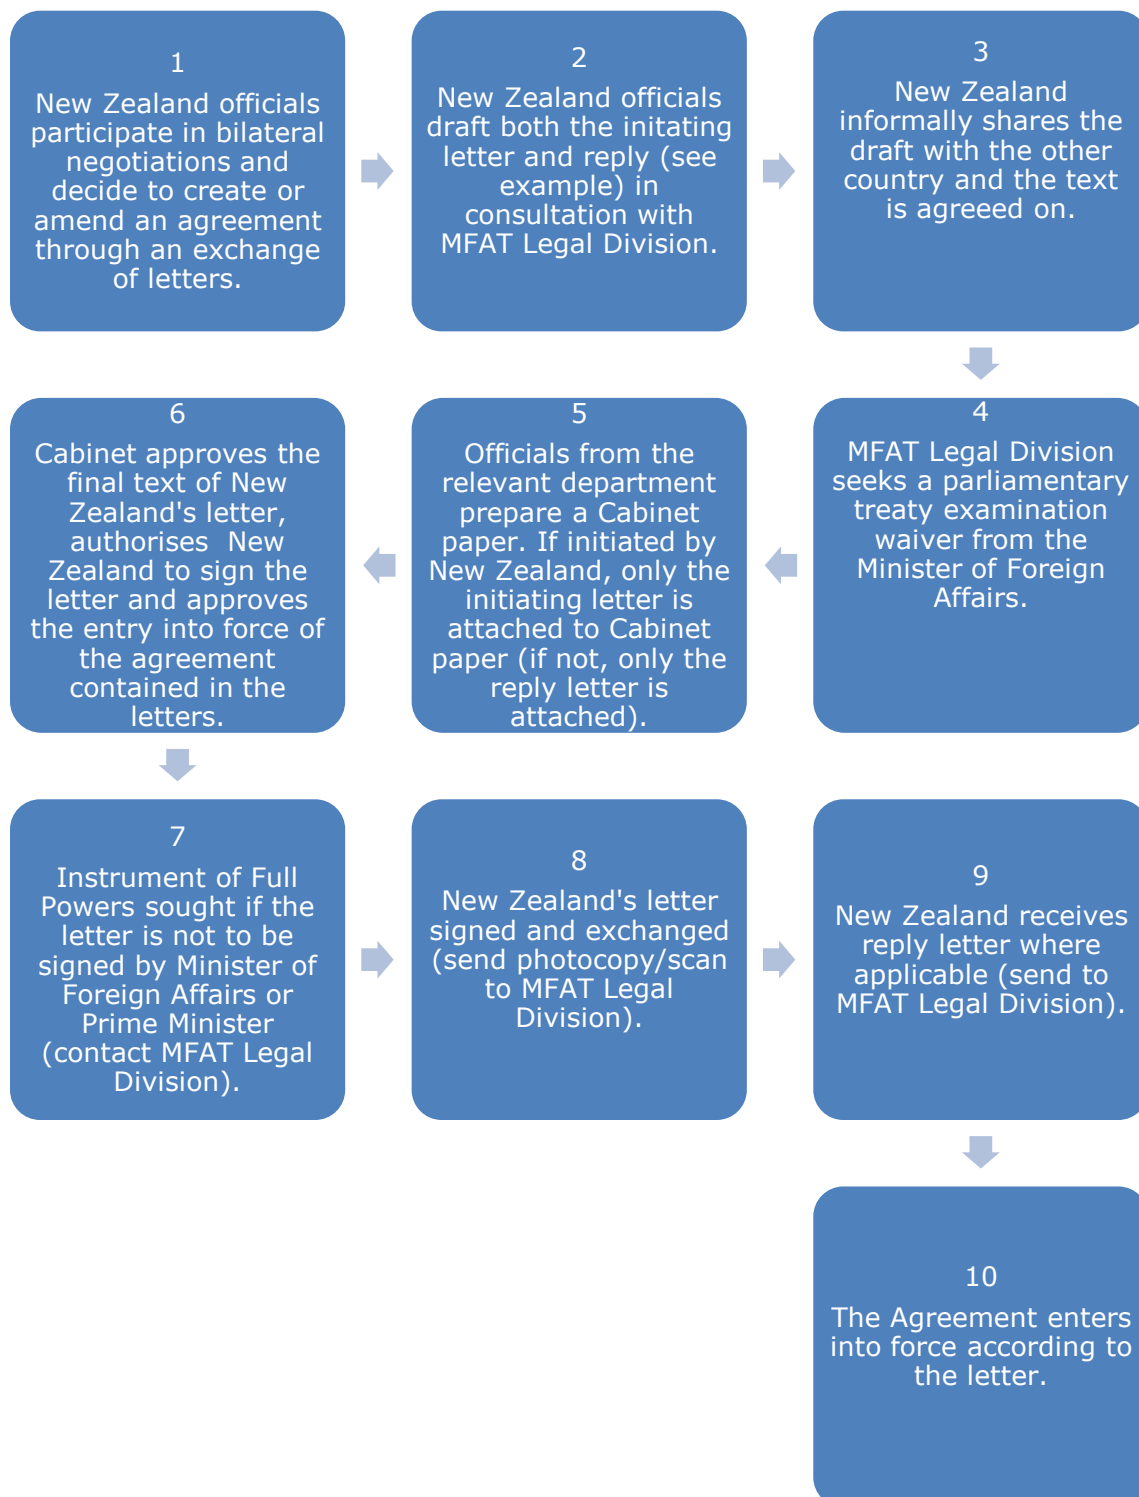 1
New Zealand officials
participate in bilateral
negotiations and
decide to create or
amend an agreement
through an exchange
of letters.
2
New Zealand officials
draft both the initating
letter and reply (see
example) in
consultation with
MFAT Legal Division.
3
New Zealand
informally shares the
draft with the other
country and the text
is agreeed on.
4
MFAT Legal Division
seeks a parliamentary
treaty examination
waiver from the
Minister of Foreign
Affairs.
5
Officials from the
relevant department
prepare a Cabinet
paper. If initiated by
New Zealand, only the
initiating letter is
attached to Cabinet
paper (if not, only the
reply letter is
attached).
6
Cabinet approves the
final text of New
Zealand's letter,
authorises  New
Zealand to sign the
letter and approves
the entry into force of
the agreement
contained in the
letters.
7
Instrument of Full
Powers sought if the
letter is not to be
signed by Minister of
Foreign Affairs or
Prime Minister
(contact MFAT Legal
Division).
8
New Zealand's letter
signed and exchanged
(send photocopy/scan
to MFAT Legal
Division).
9
New Zealand receives
reply letter where
applicable (send to
MFAT Legal Division).
10
The Agreement enters
into force according to
the letter.